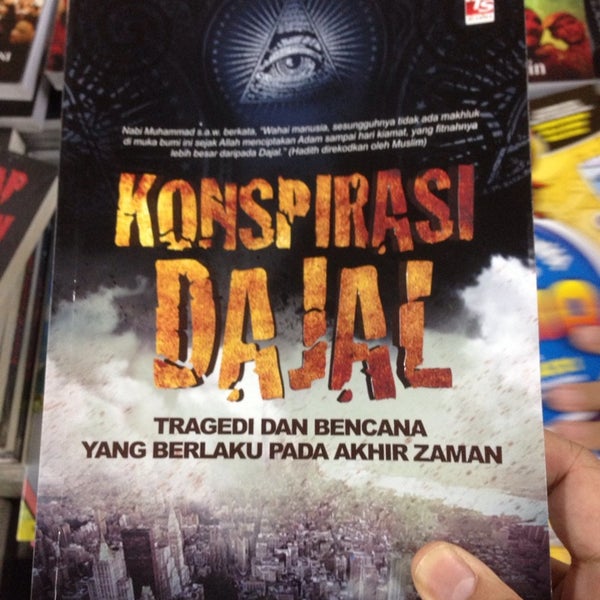 Nabi Muhammad s.a.w. berkata, "Wahai manusia, sesungguhnya tidak ada makhluk
di muka bumi ini sejak Allah menciptakan Adam sampai hari kiamat, yang fitnahnya
lebih besar daripada Dajal." (Hadith direkodkan oleh Muslim)
KONSPIRASI
DAJAL
TRAGEDI DAN BENCANA
YANG BERLAKU PADA AKHIR ZAMAN